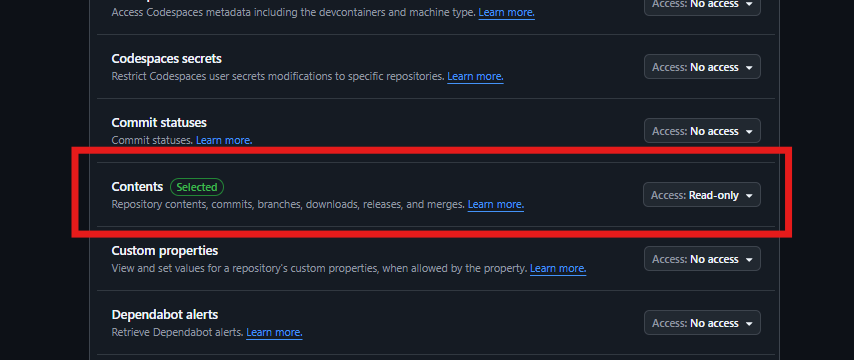 Access Codespaces metadata including the devcontainers and machine type. Learn more.
Access: No access
Codespaces secrets
Restrict Codespaces user secrets modifications to specific repositories. Learn more.
Access: No access
Commit statuses
Commit statuses. Learn more.
Access: No access
Contents Selected
Repository contents, commits, branches, downloads, releases, and merges. Learn more.
Access: Read-only
Custom properties
View and set values for a repository's custom properties, when allowed by the property. Learn more.
Access: No access
Dependabot alerts
Retrieve Dependabot alerts. Learn more.
Access: No access